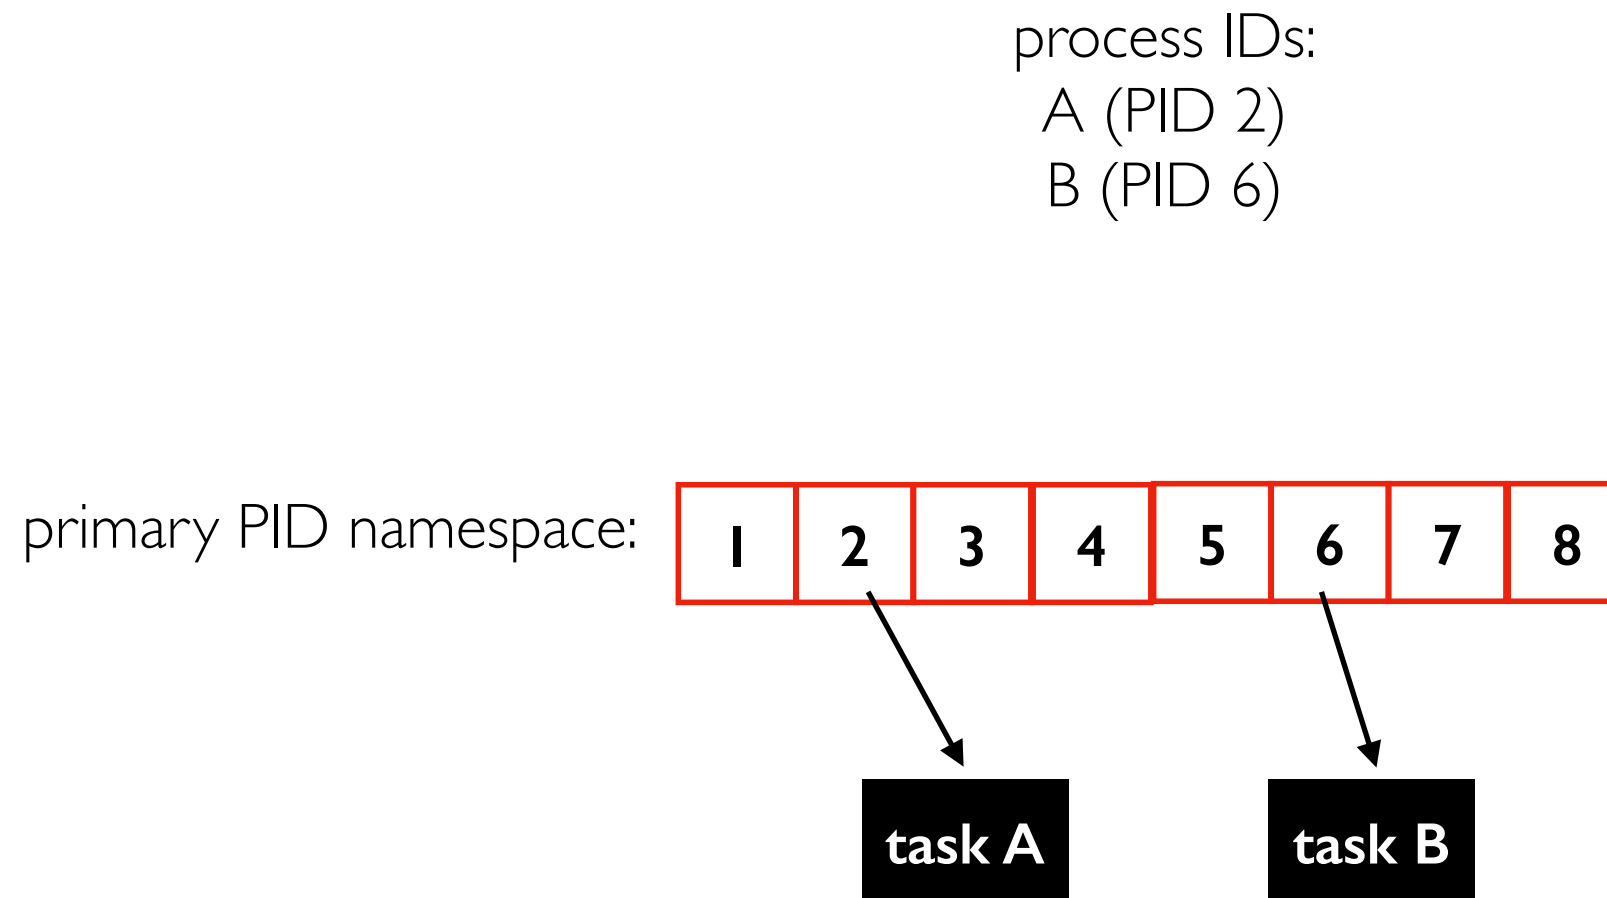 process IDs:
A (PID 2)
B (PID 6)
primary PID namespace:
1 2 3 4 5 6 7 8
task A
task B